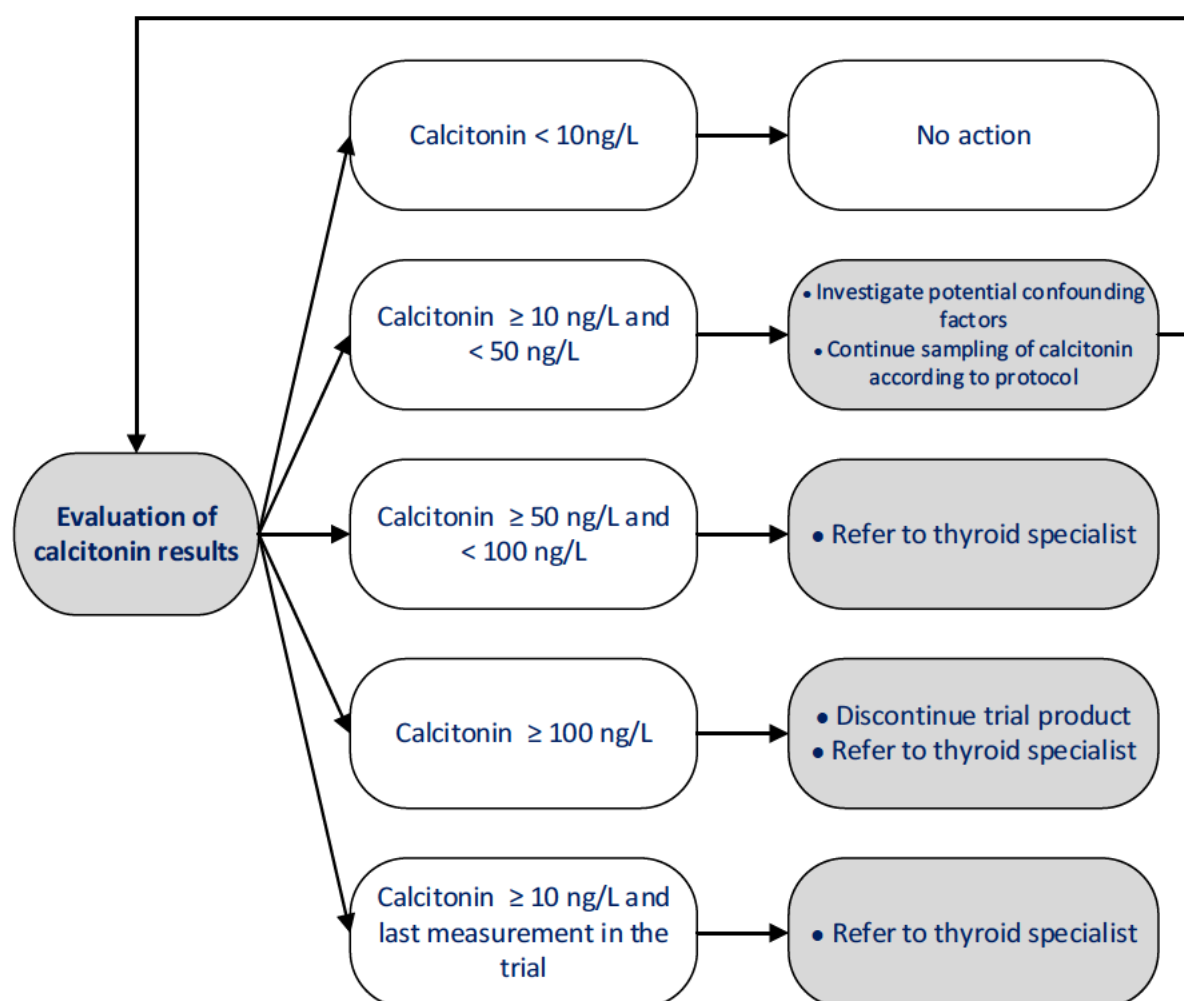 Calcitonin < 10ng/L
No action
Calcitonin ≥ 10 ng/L and
< 50 ng/L
• Investigate potential confounding
factors
• Continue sampling of calcitonin
according to protocol
Evaluation of
calcitonin results
Calcitonin ≥ 50 ng/L and
< 100 ng/L
• Refer to thyroid specialist
Calcitonin ≥ 100 ng/L
• Discontinue trial product
• Refer to thyroid specialist
Calcitonin ≥ 10 ng/L and
last measurement in the
trial
• Refer to thyroid specialist